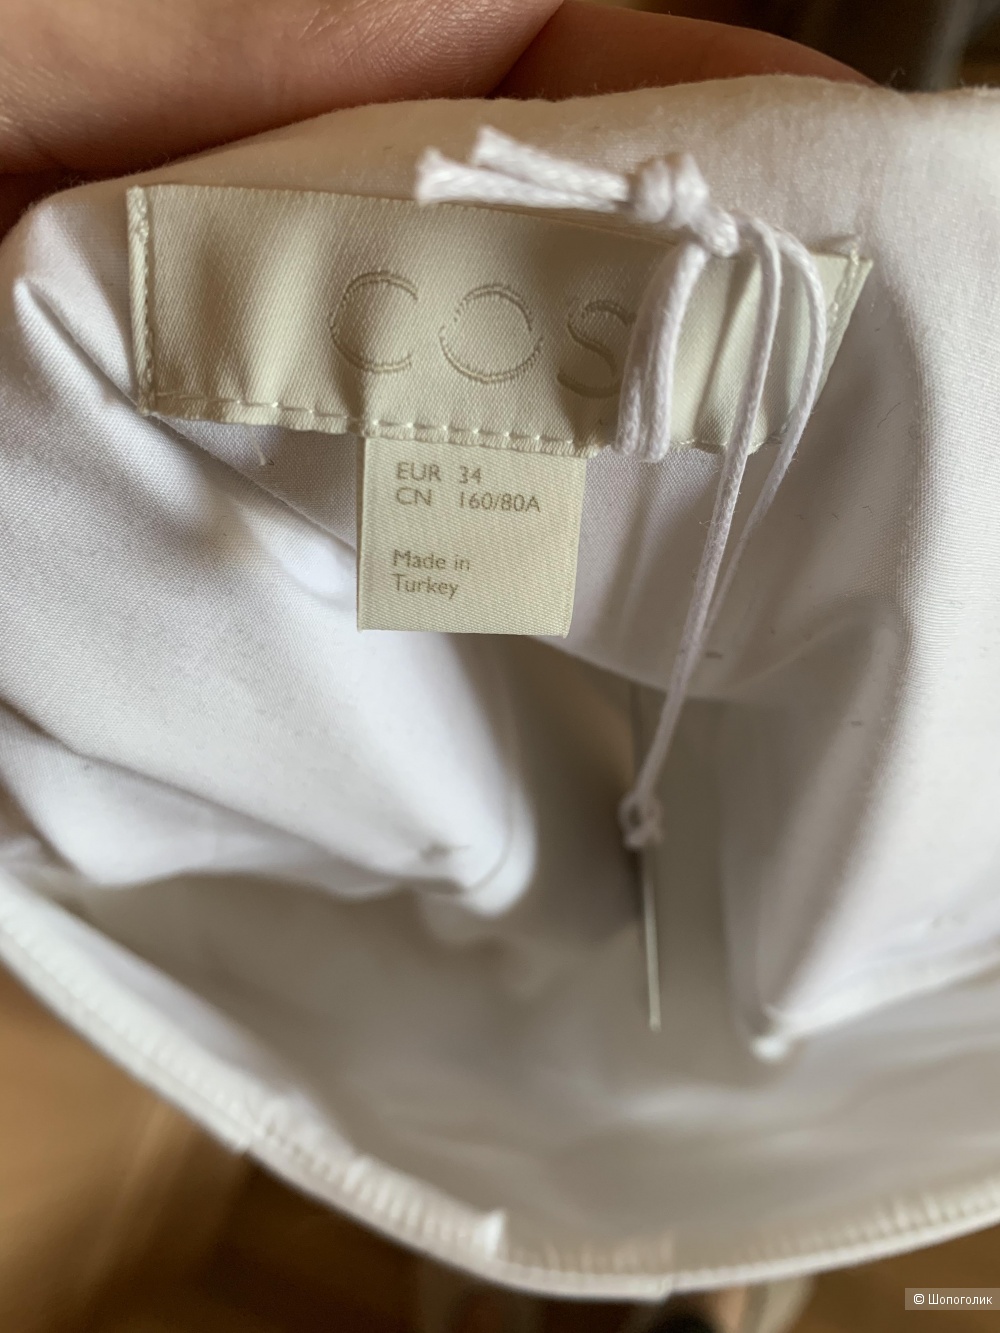 COS
EUR 34
CN 160/80A
Made in
Turkey
© Шопоголик